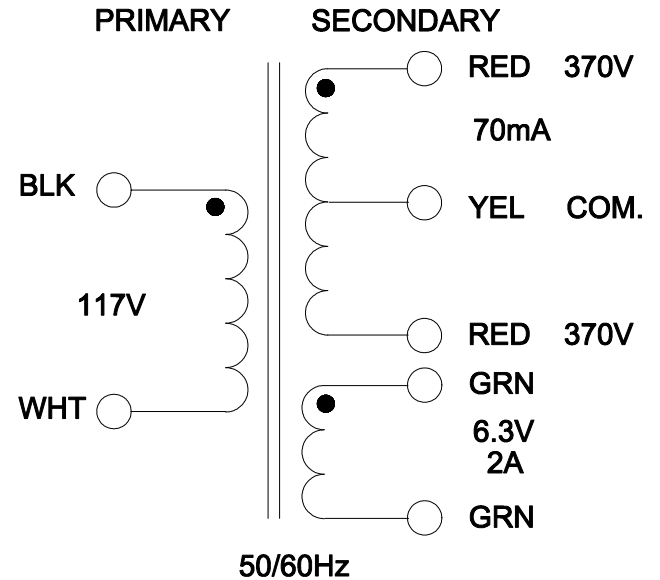 PRIMARY SECONDARY
RED 370V
70mA
BLK
YEL COM.
117V
RED 370V
GRN
WHT
6.3V
2A
GRN
50/60Hz